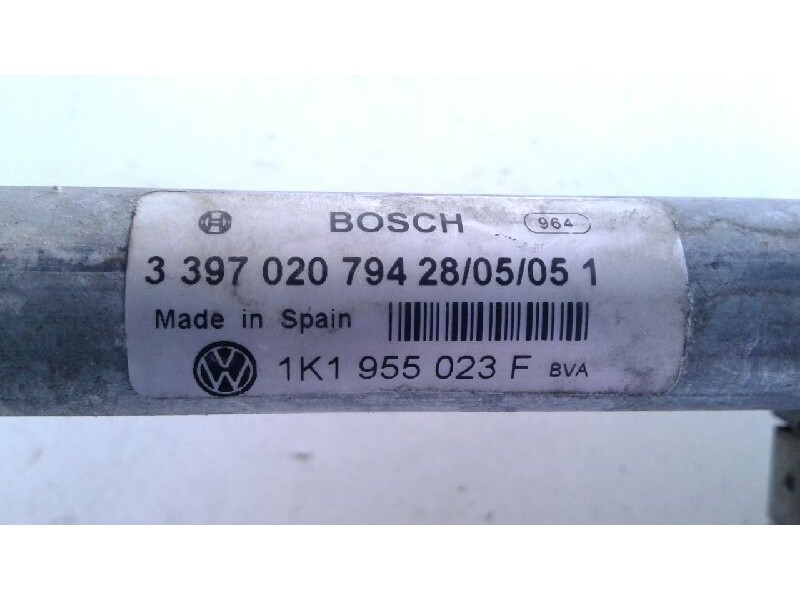 BOSCH 964
3 397 020 794 28/05/05 1
Made in Spain
1K1 955 023 F BVA